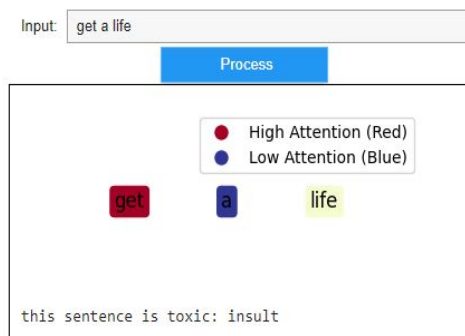 Input: get a life
Process
High Attention (Red)
Low Attention (Blue)
get a life
this sentence is toxic: insult